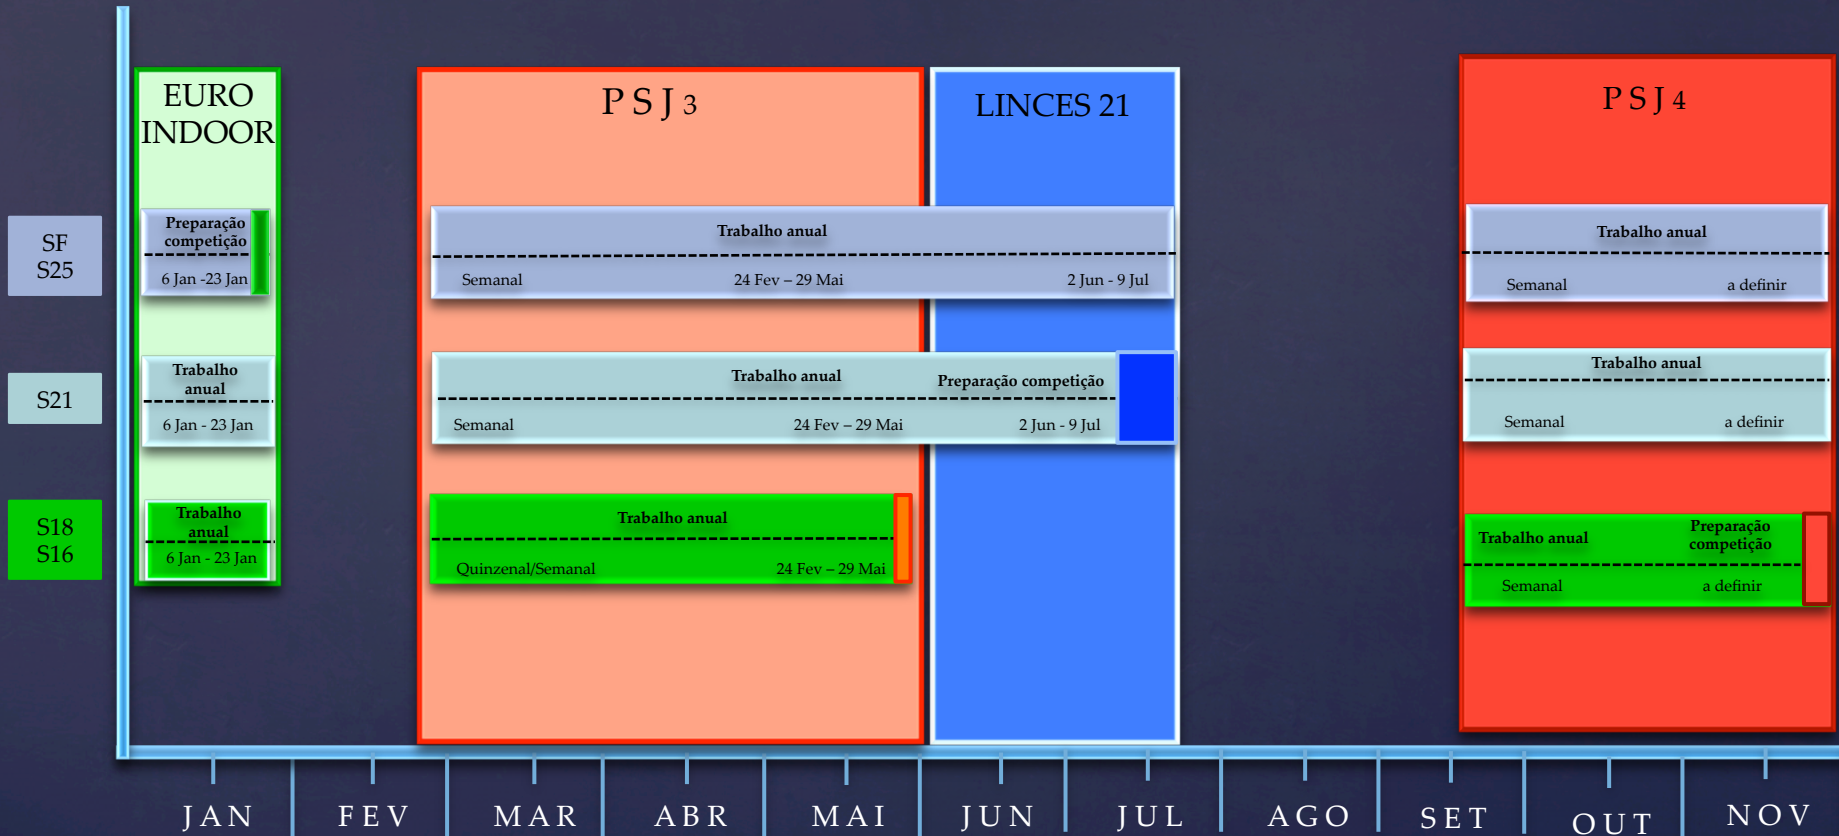 EURO
INDOOR
P S J 3
LINCES 21
P S J 4
SF
S25
Preparação
competição
6 Jan -23 Jan
Trabalho anual
Semanal 24 Fev – 29 Mai 2 Jun - 9 Jul
Trabalho anual
Semanal a definir
S21
Trabalho
anual
6 Jan - 23 Jan
Trabalho anual Preparação competição
Semanal 24 Fev – 29 Mai 2 Jun - 9 Jul
Trabalho anual
Semanal a definir
S18
S16
Trabalho
anual
6 Jan - 23 Jan
Trabalho anual
Quinzenal/Semanal 24 Fev – 29 Mai
Trabalho anual
Preparação
competição
Semanal a definir
JAN FEV MAR ABR MAI JUN JUL AGO SET OUT NOV